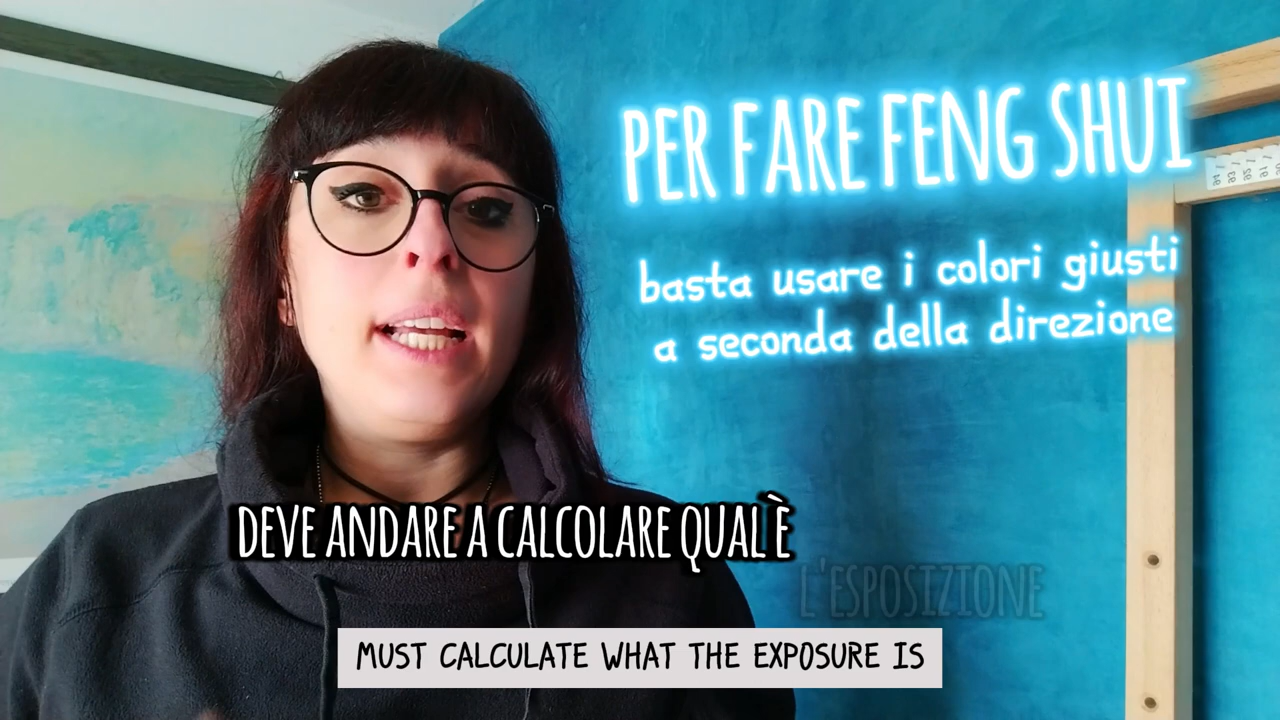 PER FARE FENG SHUI
basta usare i colori giusti
a seconda della direzione
DEVE ANDARE A CALCOLARE QUAL È
L'ESPOSIZIONE
MUST CALCULATE WHAT THE EXPOSURE IS